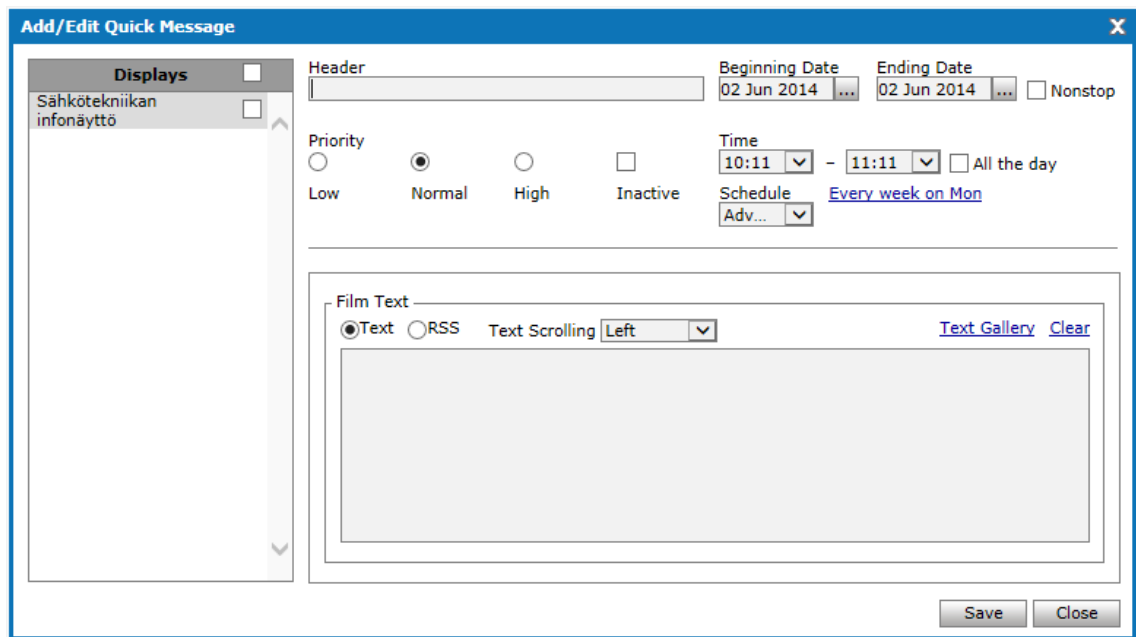 Add/Edit Quick Message X
Displays
Sähkötekniikan
infonäyttö
Header
Beginning Date Ending Date
02 Jun 2014 ... 02 Jun 2014 ... Nonstop
Priority
Low Normal High Inactive
Time
10:11 – 11:11 All the day
Schedule Every week on Mon
Adv...
Film Text
Text RSS Text Scrolling Left Text Gallery Clear
Save Close